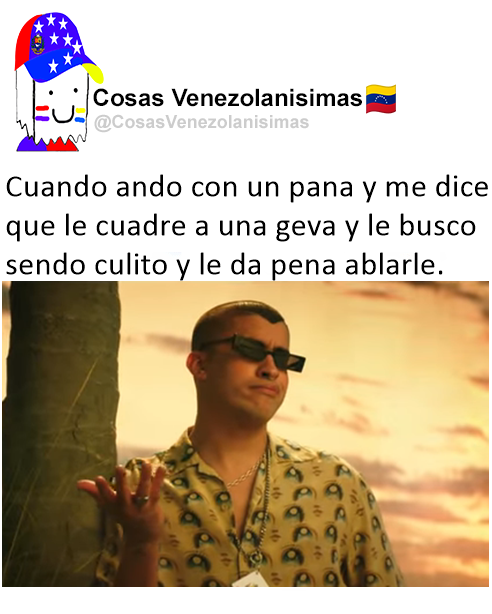 Cosas Venezolanisimas🇻🇪
@CosasVenezolanisimas
Cuando ando con un pana y me dice
que le cuadre a una geva y le busco
sendo culito y le da pena ablarle.